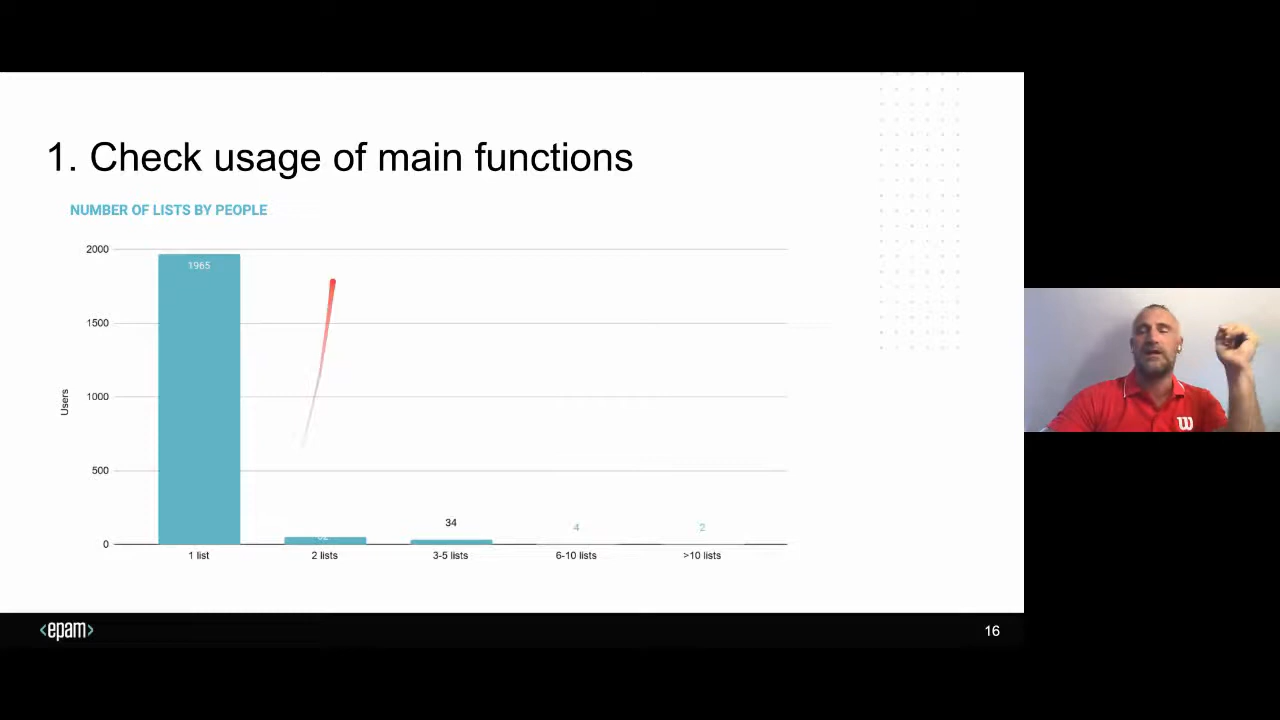 1. Check usage of main functions
NUMBER OF LISTS BY PEOPLE
2000
1965
1500
Users
1000
500
34
4
2
0
1 list
2 lists
3-5 lists
6-10 lists
>10 lists
<epam>
16
W